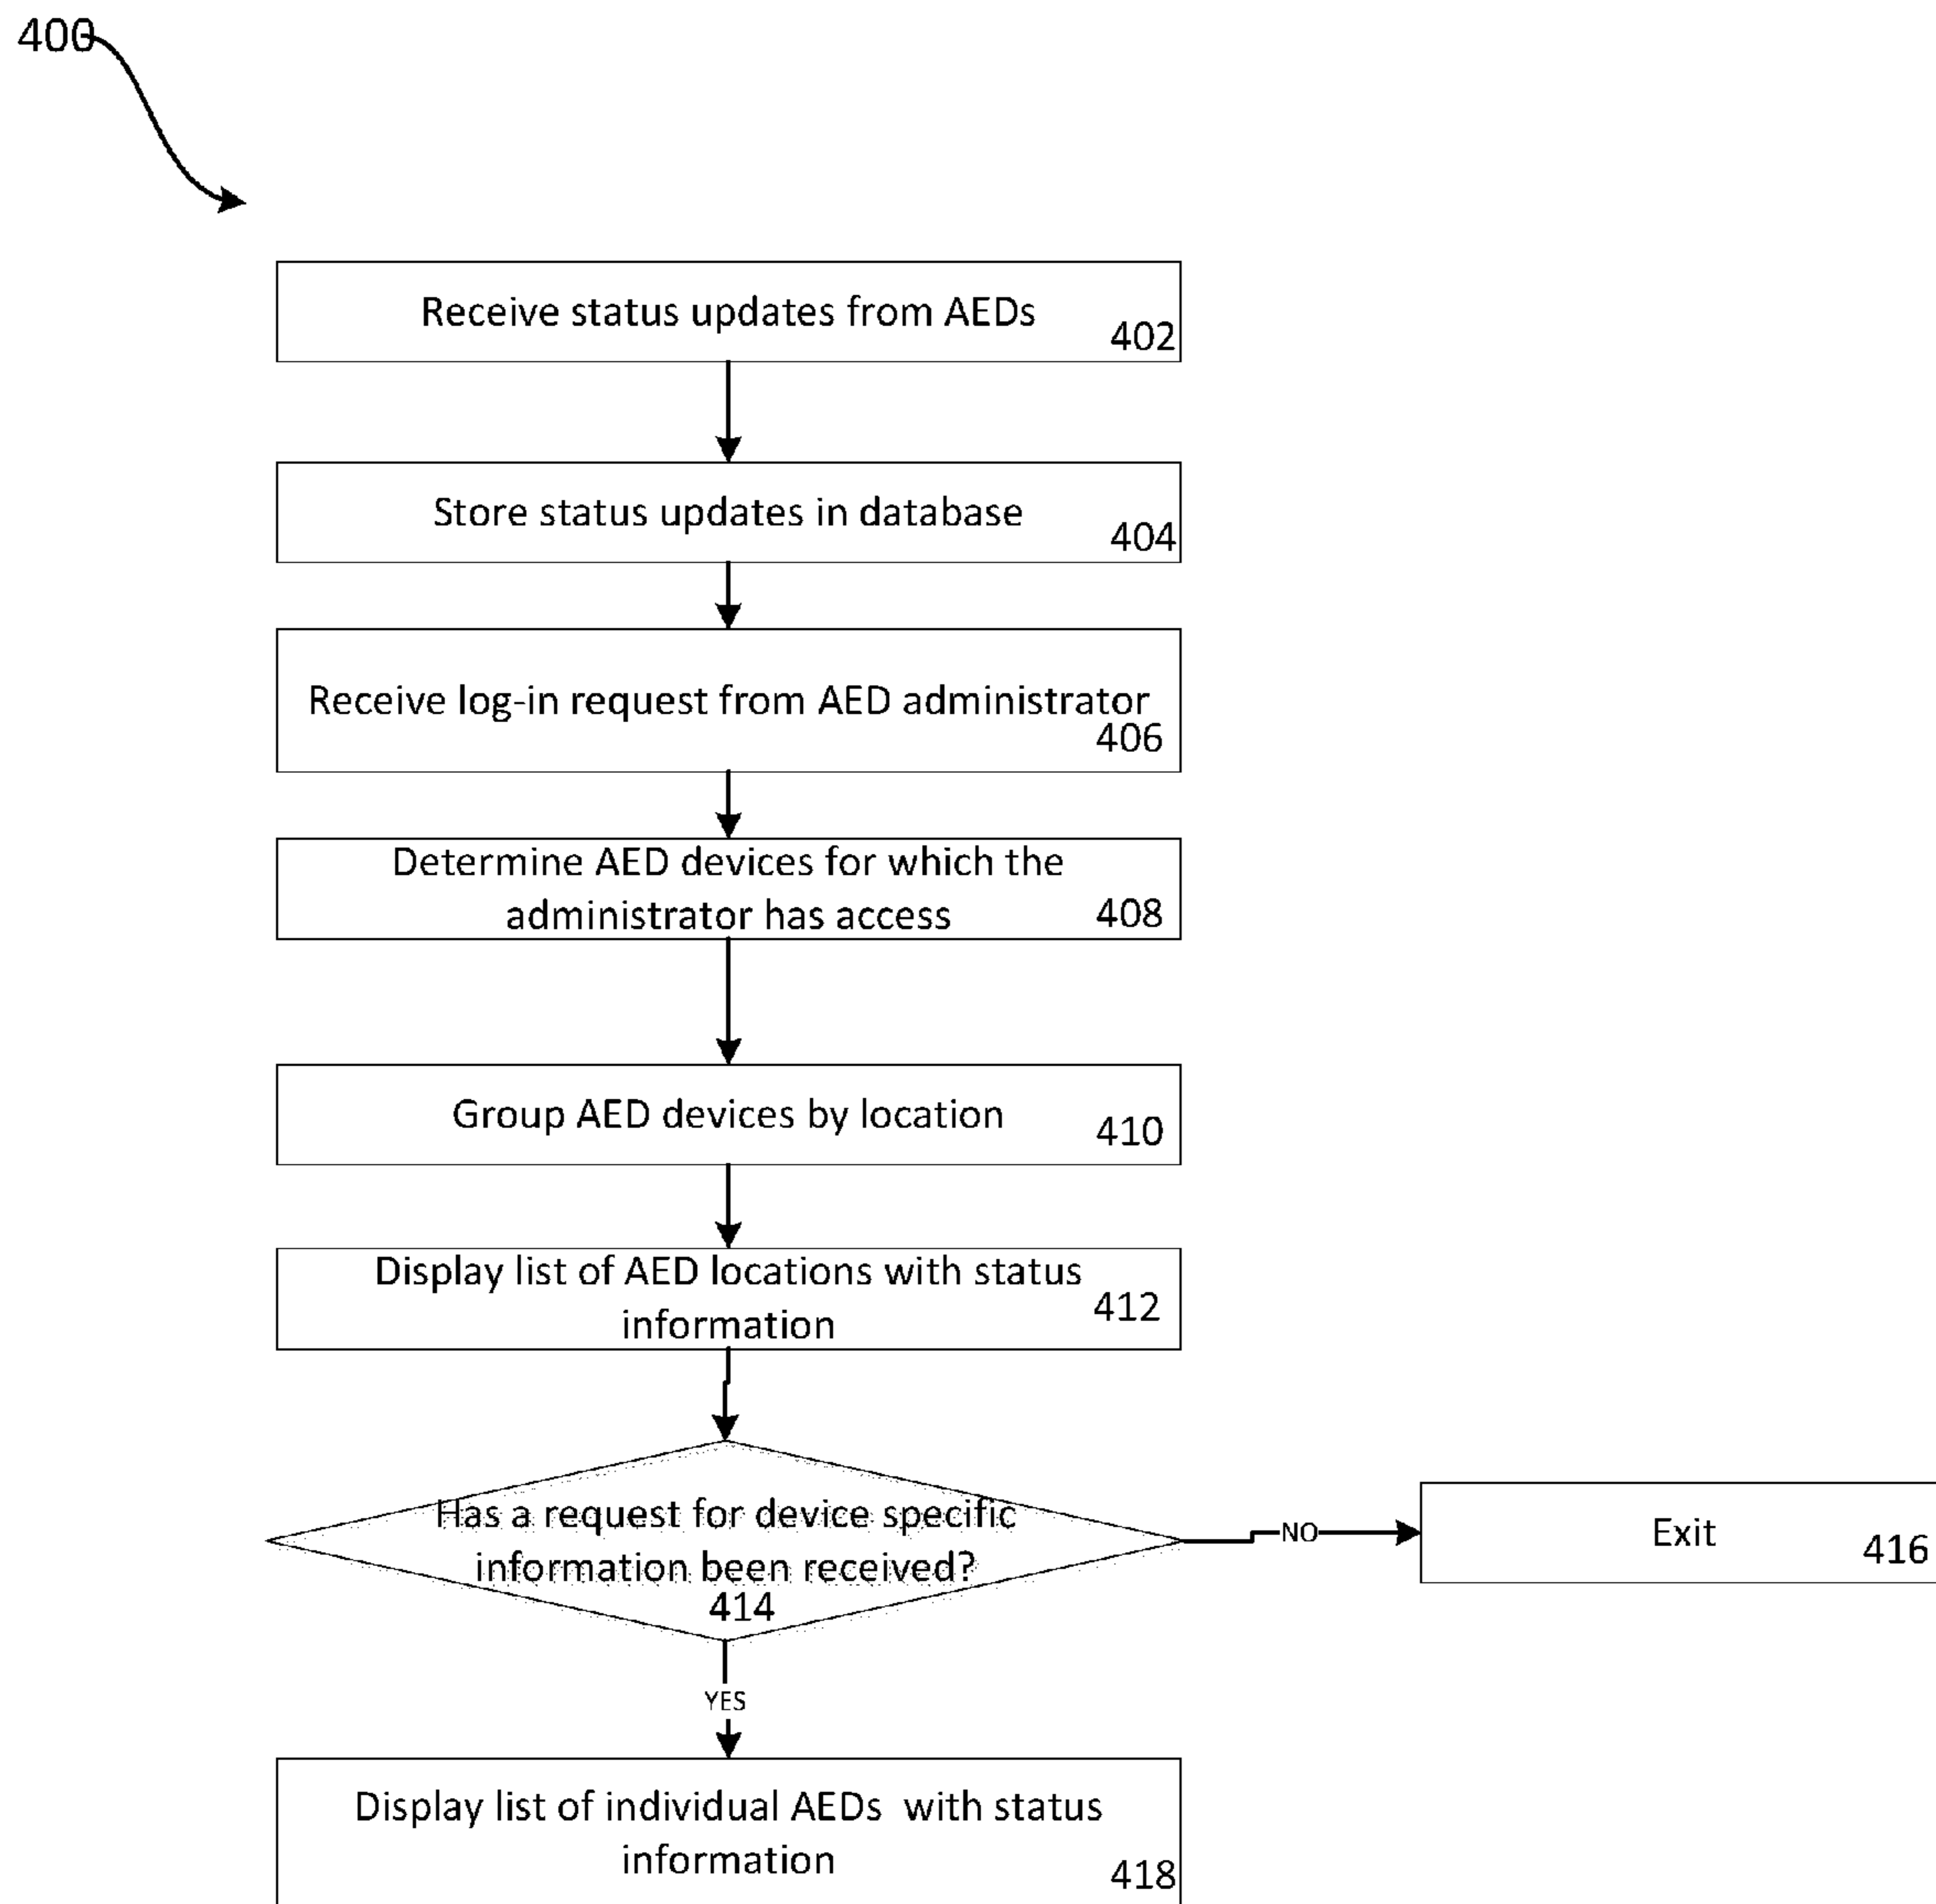 400
Receive status updates from AEDs
402
Store status updates in database
404
Receive log-in request from AED administrator
406
Determine AED devices for which the
administrator has access
408
Group AED devices by location
410
Display list of AED locations with status
information
412
Has a request for device specific
information been received?
414
NO
Exit
416
YES
Display list of individual AEDs with status
information
418